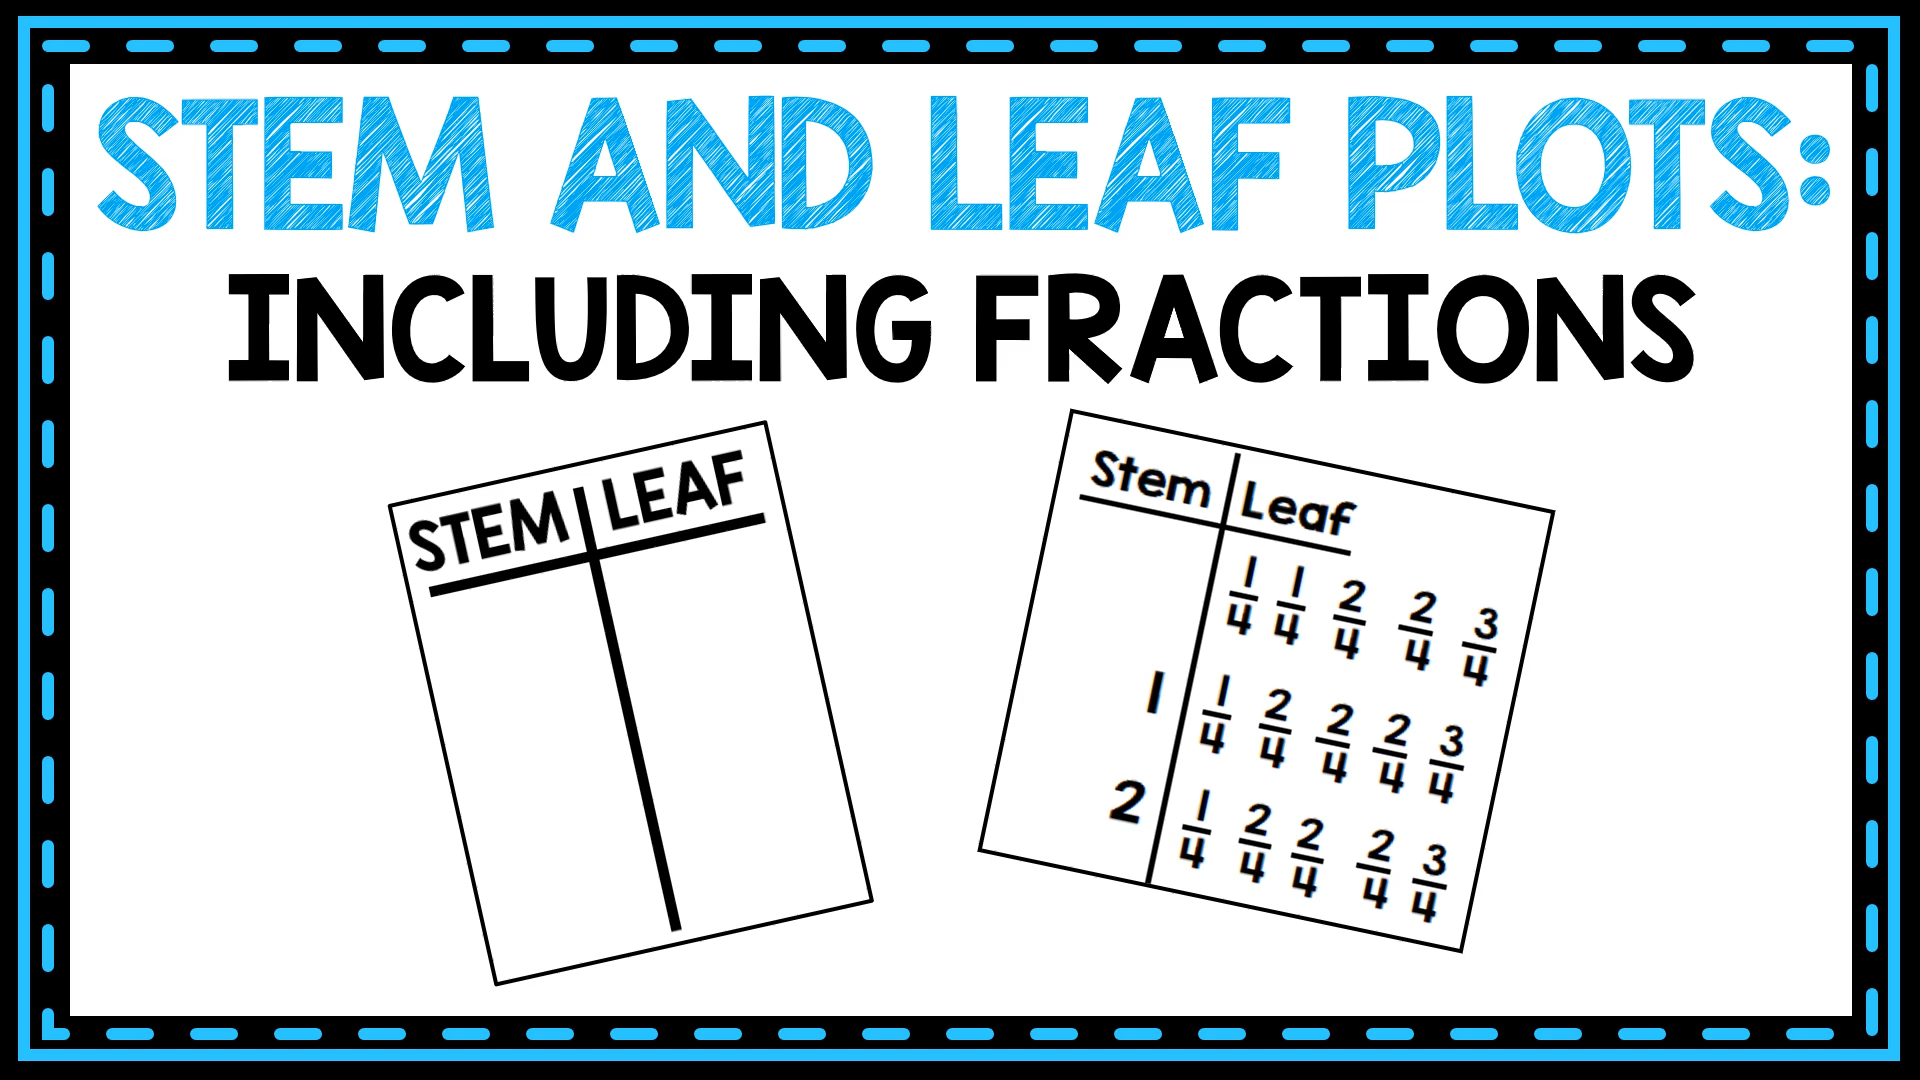 STEM AND LEAF PLOTS:
INCLUDING FRACTIONS
STEM | LEAF
Stem | Leaf
1/4 1/4 2/4 2/4 3/4
1 | 1/4 2/4 2/4 2/4 3/4
2 | 1/4 2/4 2/4 2/4 3/4